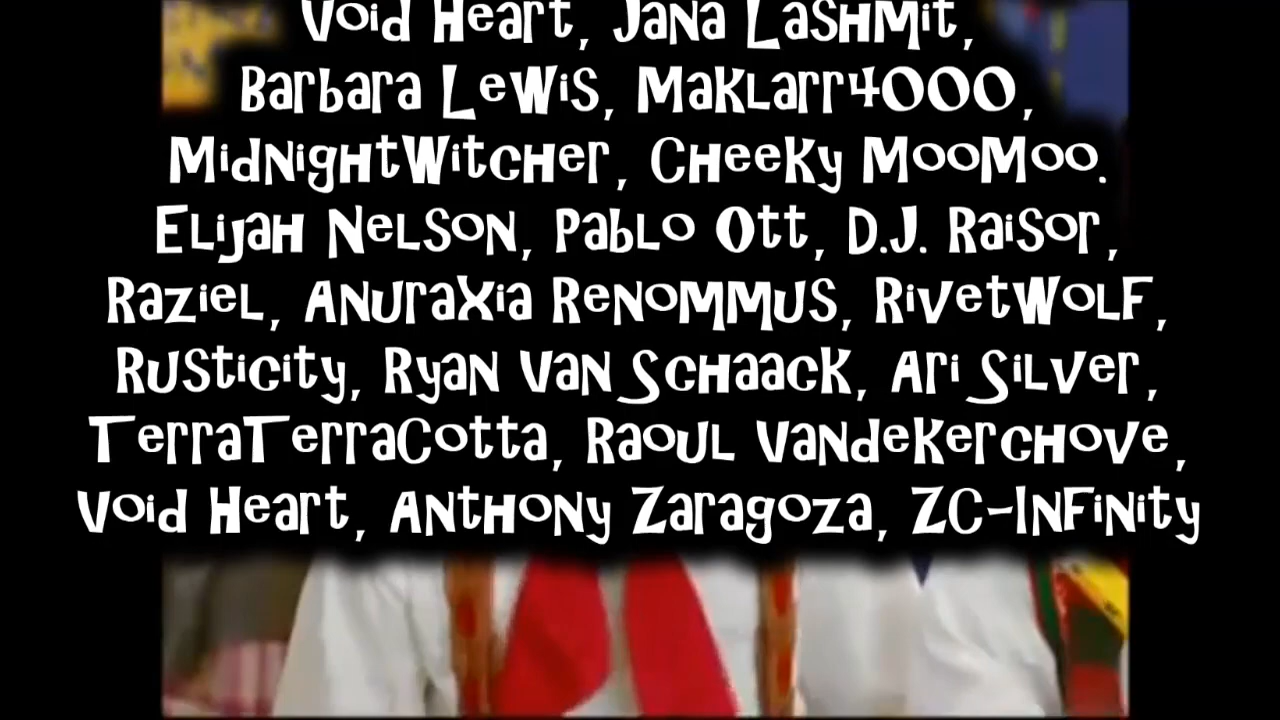 Void Heart, Jana Lashmit,
Barbara Lewis, Maklarr4000,
MidnightWitcher, Cheeky MooMoo.
Elijah Nelson, Pablo Ott, D.J. Raisor,
Raziel, Anuraxia Renommus, RivetWolf,
Rusticity, Ryan Van Schaack, Ari Silver,
TerraTerraCotta, Raoul Vandekerchove,
Void Heart, Anthony Zaragoza, ZC-Infinity